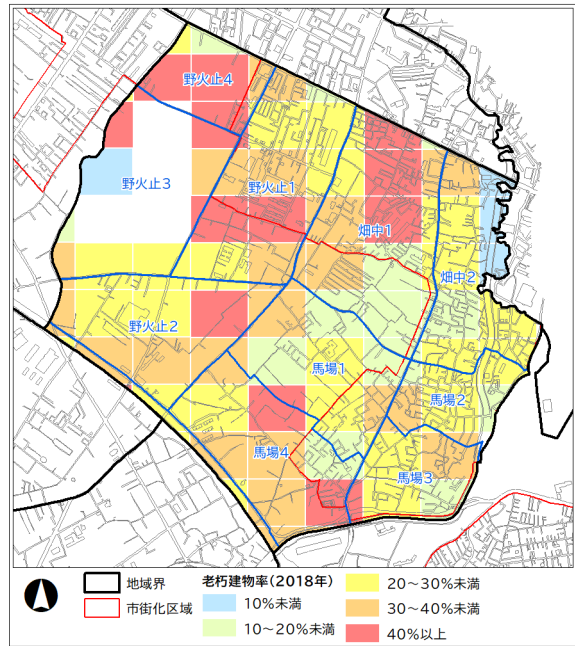 野火止4
野火止3
野火止1
畑中1
畑中2
野火止2
馬場1
馬場2
馬場4
馬場3
地域界
市街化区域
老朽建物率(2018年)
10%未満
10～20%未満
20～30%未満
30～40%未満
40%以上